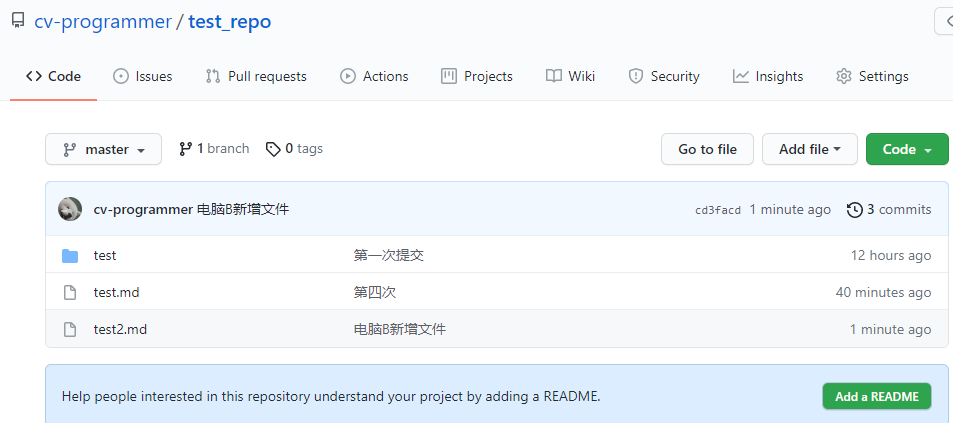 cv-programmer / test_repo
Code Issues Pull requests Actions Projects Wiki Security Insights Settings
master 1 branch 0 tags Go to file Add file Code
cv-programmer 电脑B新增文件 cd3facd 1 minute ago 3 commits
test 第一次提交 12 hours ago
test.md 第四次 40 minutes ago
test2.md 电脑B新增文件 1 minute ago
Help people interested in this repository understand your project by adding a README. Add a README